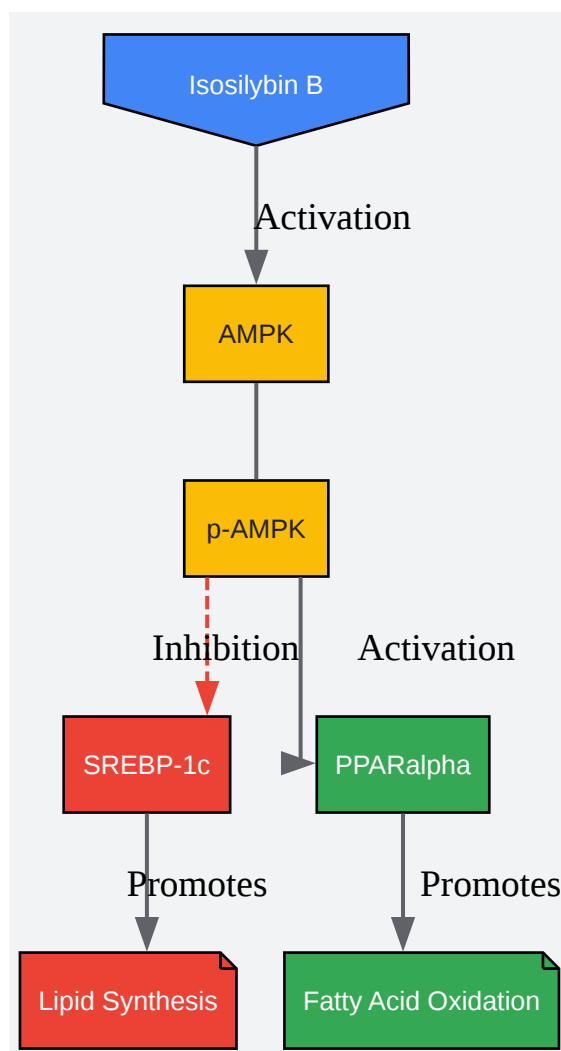 Isosilybin B
Activation
AMPK
p-AMPK
Inhibition
Activation
SREBP-1c
PPARalpha
Promotes
Promotes
Lipid Synthesis
Fatty Acid Oxidation